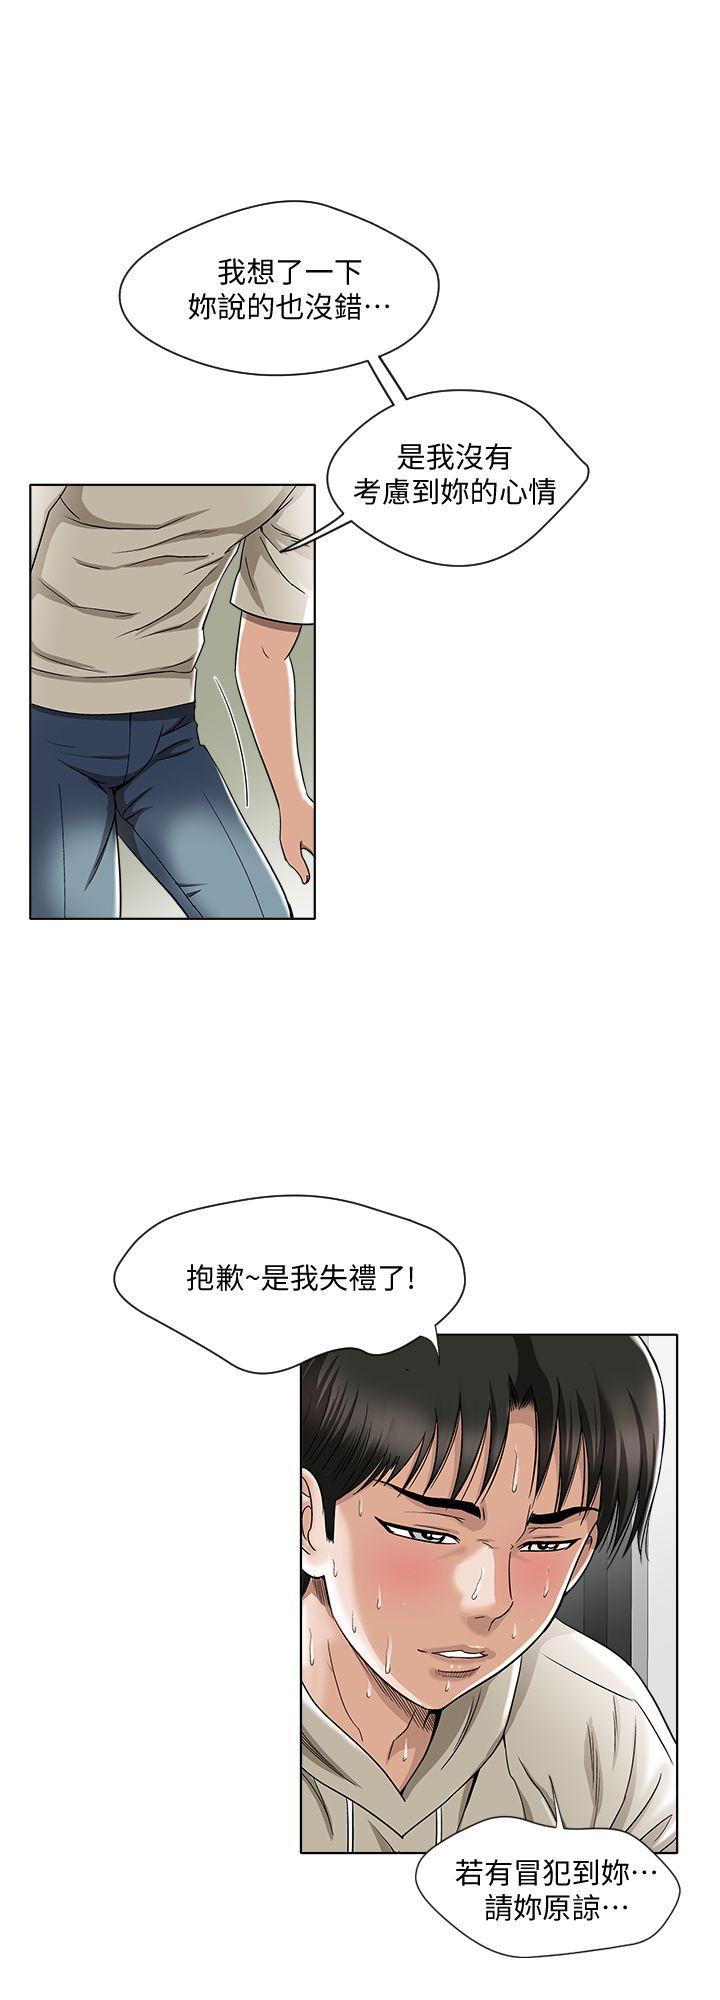 我想了一下
妳說的也沒錯…
是我沒有
考慮到妳的心情
抱歉~是我失禮了!
若有冒犯到妳…
請妳原諒…